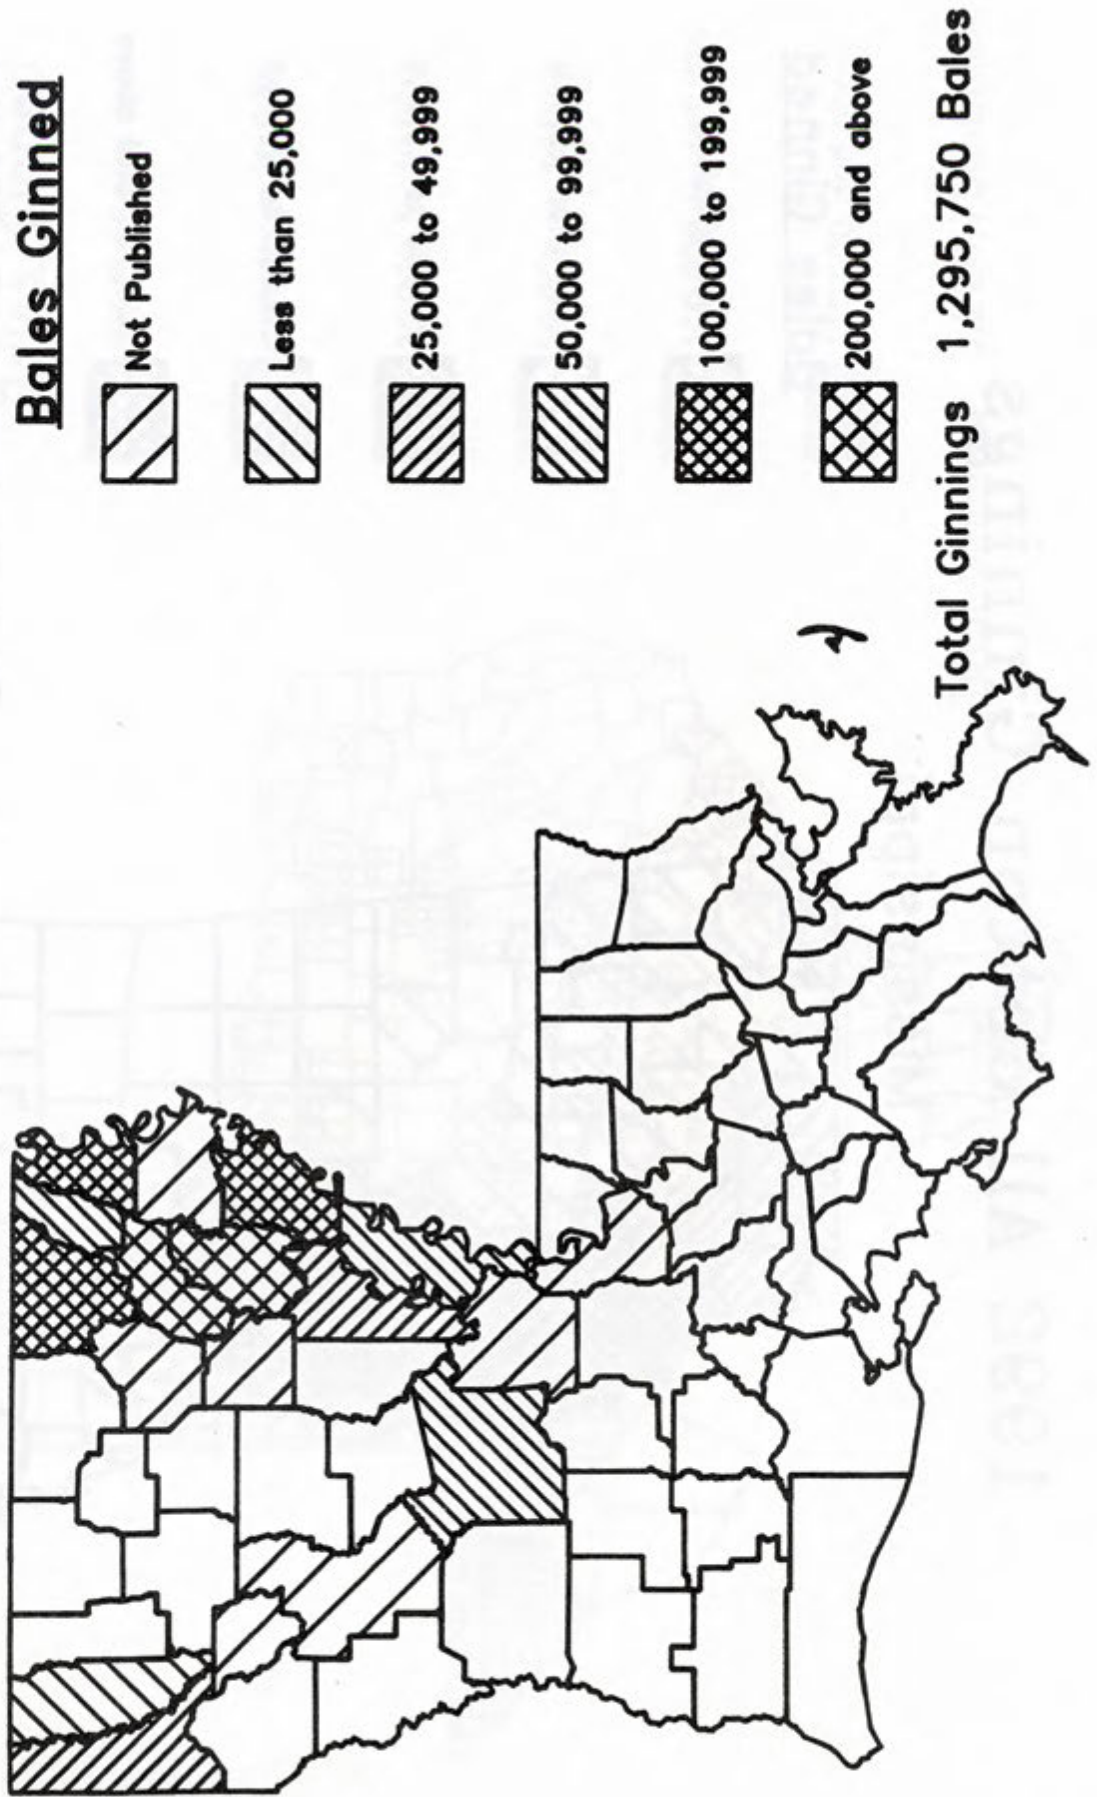 Bales Ginned
Not Published
Less than 25,000
25,000 to 49,999
50,000 to 99,999
100,000 to 199,999
200,000 and above
Total Ginnings 1,295,750 Bales